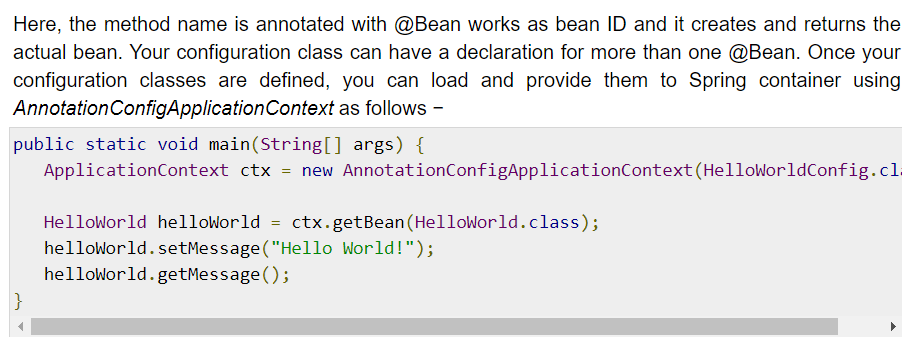 Here, the method name is annotated with @Bean works as bean ID and it creates and returns the
actual bean. Your configuration class can have a declaration for more than one @Bean. Once your
configuration classes are defined, you can load and provide them to Spring container using
AnnotationConfigApplicationContext as follows −
public static void main(String[] args) {
   ApplicationContext ctx = new AnnotationConfigApplicationContext(HelloWorldConfig.cl
   HelloWorld helloWorld = ctx.getBean(HelloWorld.class);
   helloWorld.setMessage("Hello World!");
   helloWorld.getMessage();
}